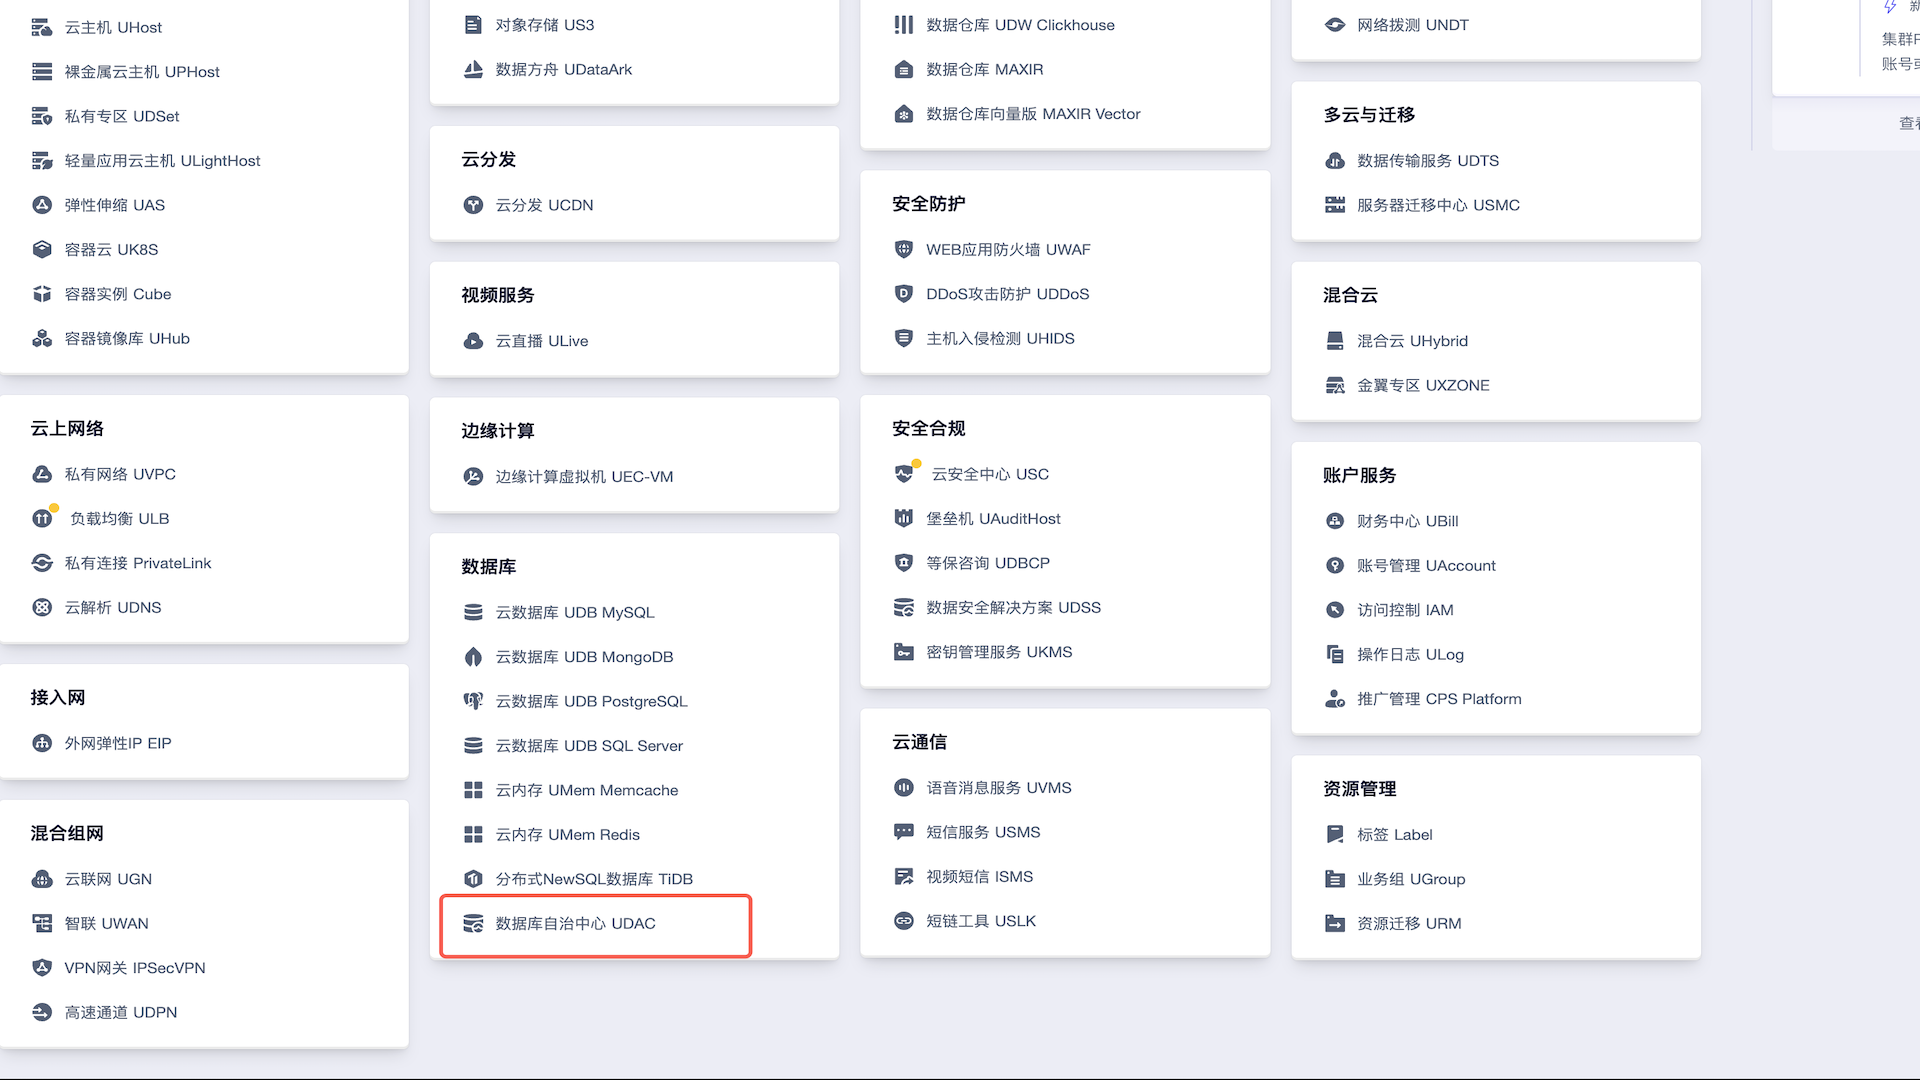 云主机 UHost
裸金属云主机 UPHost
私有专区 UDSet
轻量应用云主机 ULightHost
弹性伸缩 UAS
容器云 UK8S
容器实例 Cube
容器镜像库 UHub
云上网络
私有网络 UVPC
负载均衡 ULB
私有连接 PrivateLink
云解析 UDNS
接入网
外网弹性IP EIP
混合组网
云联网 UGN
智联 UWAN
VPN网关 IPSecVPN
高速通道 UDPN
对象存储 US3
数据方舟 UDataArk
云分发
云分发 UCDN
视频服务
云直播 ULive
边缘计算
边缘计算虚拟机 UEC-VM
数据库
云数据库 UDB MySQL
云数据库 UDB MongoDB
云数据库 UDB PostgreSQL
云数据库 UDB SQL Server
云内存 UMem Memcache
云内存 UMem Redis
分布式NewSQL数据库 TiDB
数据库自治中心 UDAC
数据仓库 UDW Clickhouse
数据仓库 MAXIR
数据仓库向量版 MAXIR Vector
安全防护
WEB应用防火墙 UWAF
DDoS攻击防护 UDDoS
主机入侵检测 UHIDS
安全合规
云安全中心 USC
堡垒机 UAuditHost
等保咨询 UDBCP
数据安全解决方案 UDSS
密钥管理服务 UKMS
云通信
语音消息服务 UVMS
短信服务 USMS
视频短信 ISMS
短链工具 USLK
网络拨测 UNDT
多云与迁移
数据传输服务 UDTS
服务器迁移中心 USMC
混合云
混合云 UHybrid
金翼专区 UXZONE
账户服务
财务中心 UBill
账号管理 UAccount
访问控制 IAM
操作日志 ULog
推广管理 CPS Platform
资源管理
标签 Label
业务组 UGroup
资源迁移 URM
集群
账号或
查看